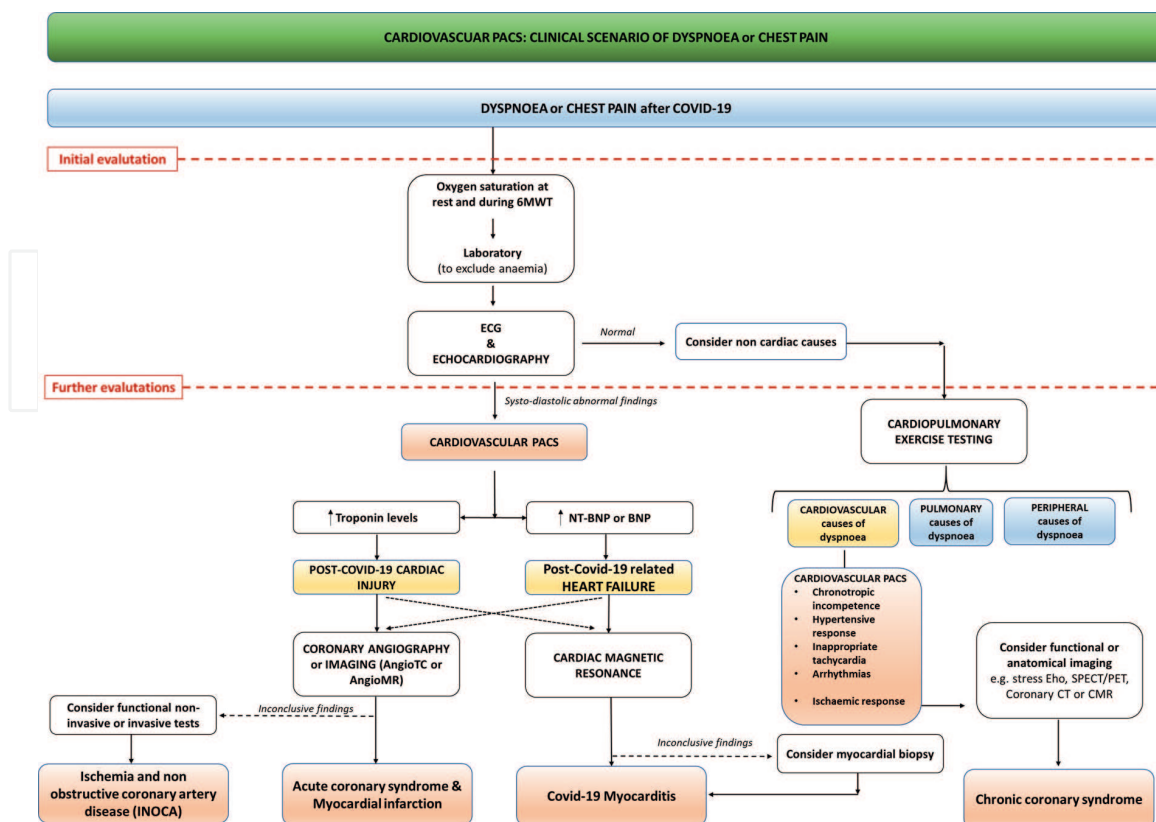 CARDIOVASCUAR PACS: CLINICAL SCENARIO OF DYSPNOEA or CHEST PAIN
DYSPNOEA or CHEST PAIN after COVID-19
Initial evalutation
Oxygen saturation at
rest and during 6MWT
Laboratory
(to exclude anaemia)
ECG
&
ECHOCARDIOGRAPHY
Normal
Consider non cardiac causes
Further evalutations
Systo-diastolic abnormal findings
CARDIOVASCULAR PACS
CARDIOPULMONARY
EXERCISE TESTING
↑ Troponin levels
↑ NT-BNP or BNP
CARDIOVASCULAR
causes of
dyspnoea
PULMONARY
causes of
dyspnoea
PERIPHERAL
causes of
dyspnoea
POST-COVID-19 CARDIAC
INJURY
Post-Covid-19 related
HEART FAILURE
CARDIOVASCULAR PACS
• Chronotropic
incompetence
• Hypertensive
response
• Inappropriate
tachycardia
• Arrhythmias
• Ischaemic response
CORONARY ANGIOGRAPHY
or IMAGING (AngioTC or
AngioMR)
CARDIAC MAGNETIC
RESONANCE
Consider functional or
anatomical imaging
e.g. stress Eho, SPECT/PET,
Coronary CT or CMR
Consider functional non-
invasive or invasive tests
Inconclusive findings
Inconclusive findings
Consider myocardial biopsy
Ischemia and non
obstructive coronary artery
disease (INOCA)
Acute coronary syndrome &
Myocardial infarction
Covid-19 Myocarditis
Chronic coronary syndrome